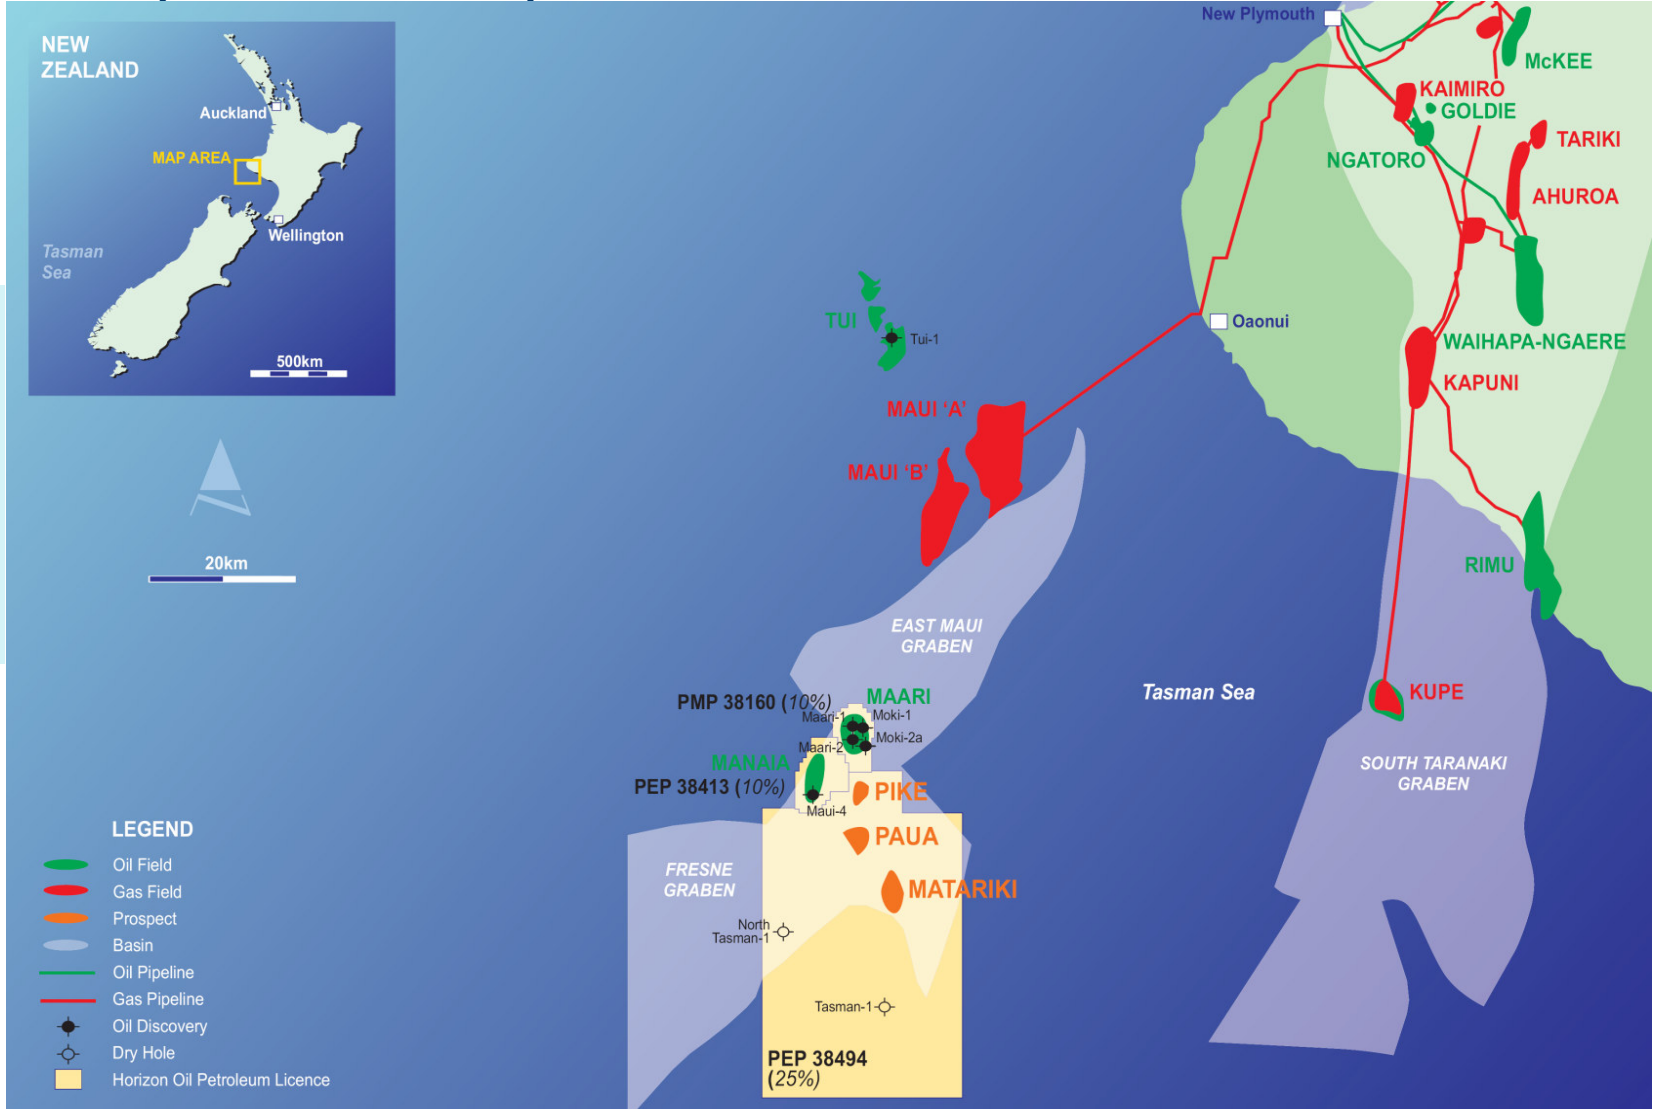 NEW
ZEALAND
Auckland
MAP AREA
Wellington
Tasman
Sea
500km
20km
New Plymouth
McKEE
KAIMIRO
GOLDIE
TARIKI
NGATORO
AHUROA
TUI
Tui-1
Oaonui
WAIHAPA-NGAERE
KAPUNI
MAUI ‘A’
MAUI ‘B’
RIMU
EAST MAUI
GRABEN
Tasman Sea
KUPE
SOUTH TARANAKI
GRABEN
PMP 38160 (10%)
MAARI
Maari-1
Moki-1
Maari-2
Moki-2a
MANAIA
PEP 38413 (10%)
Maui-4
PIKE
PAUA
MATARIKI
FRESNE
GRABEN
North
Tasman-1
Tasman-1
PEP 38494
(25%)
LEGEND
Oil Field
Gas Field
Prospect
Basin
Oil Pipeline
Gas Pipeline
Oil Discovery
Dry Hole
Horizon Oil Petroleum Licence